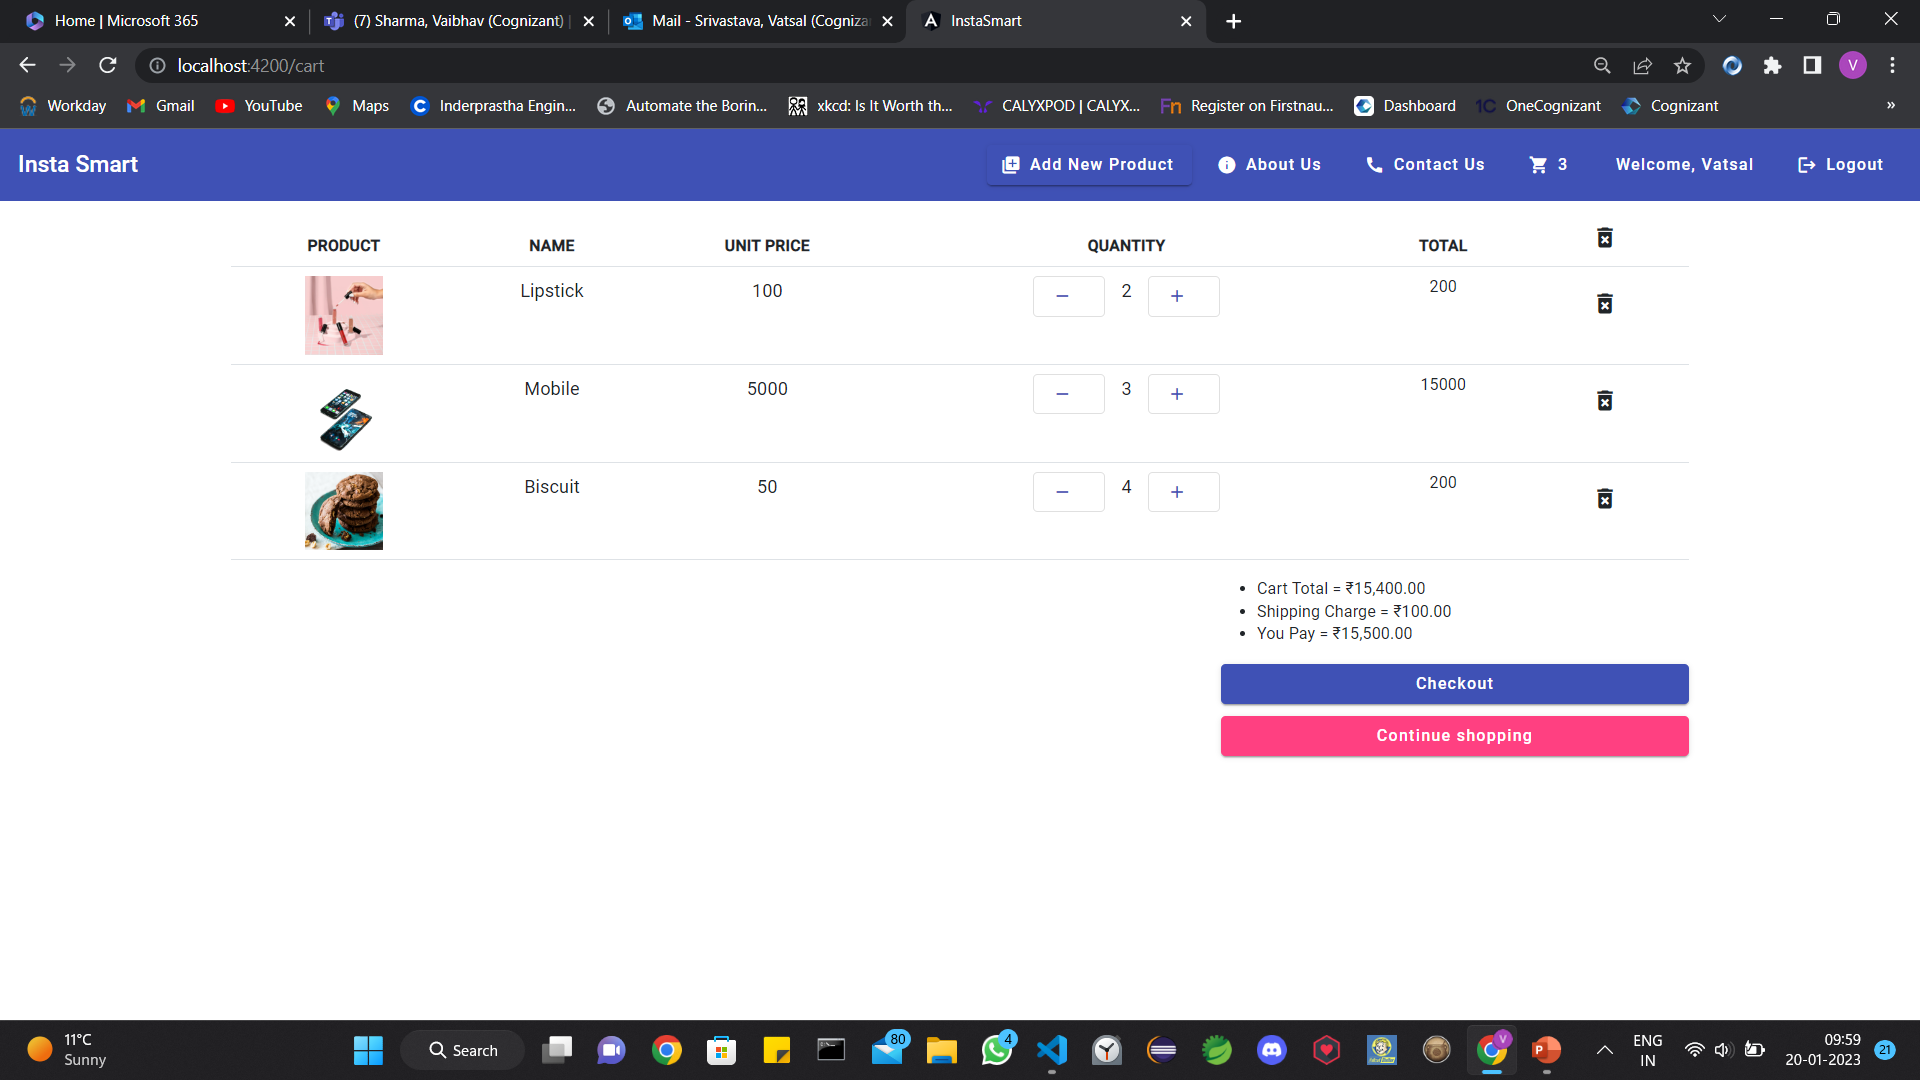 Home | Microsoft 365
(7) Sharma, Vaibhav (Cognizant) |
Mail - Srivastava, Vatsal (Cogniza
InstaSmart
localhost:4200/cart
V
Workday
Gmail
YouTube
Maps
Inderprastha Engin...
Automate the Borin...
xkcd: Is It Worth th...
CALYXPOD | CALYX...
Fn Register on Firstnau...
Dashboard
1C OneCognizant
Cognizant
»
Insta Smart
Add New Product
About Us
Contact Us
3
Welcome, Vatsal
Logout
PRODUCT NAME UNIT PRICE QUANTITY TOTAL
Lipstick 100 − 2 + 200
Mobile 5000 − 3 + 15000
Biscuit 50 − 4 + 200
• Cart Total = ₹15,400.00
• Shipping Charge = ₹100.00
• You Pay = ₹15,500.00
Checkout
Continue shopping
11°C
Sunny
Search
80
4
V
ENG
IN
09:59
20-01-2023
21